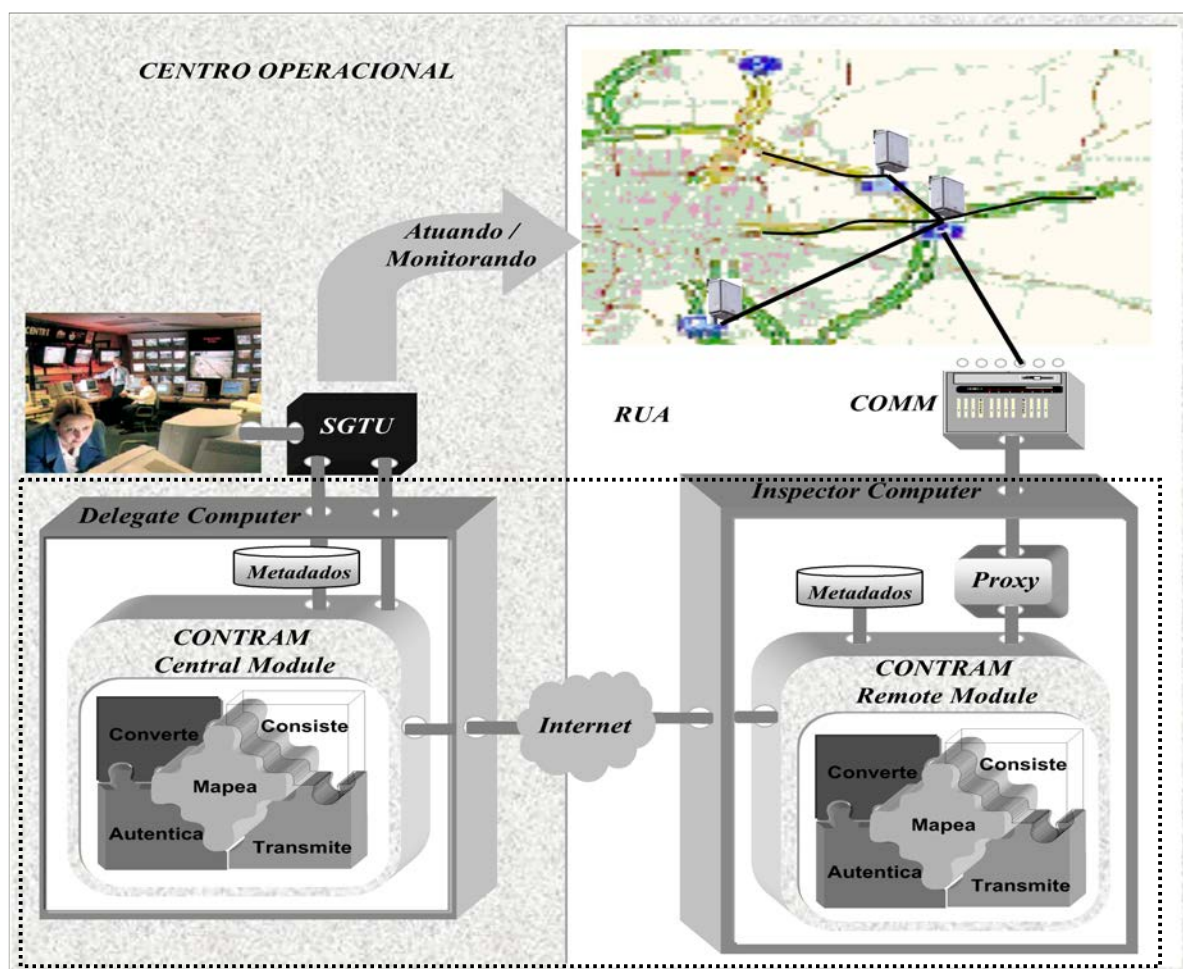 CENTRO OPERACIONAL
Atuando /
Monitorando
SGTU
RUA
COMM
Delegate Computer
Metadados
CONTRAM
Central Module
Converte
Consiste
Mapea
Autentica
Transmite
Internet
Inspector Computer
Metadados
Proxy
CONTRAM
Remote Module
Converte
Consiste
Mapea
Autentica
Transmite